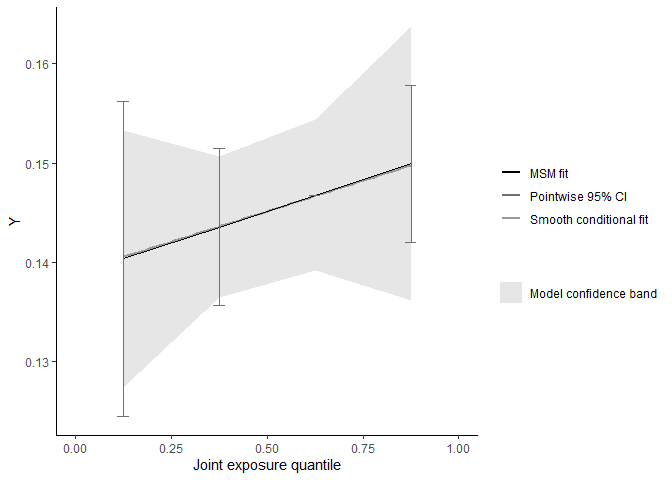 0.16
0.15
0.14
0.13
Y
0.00 0.25 0.50 0.75 1.00
Joint exposure quantile
MSM fit
Pointwise 95% CI
Smooth conditional fit
Model confidence band